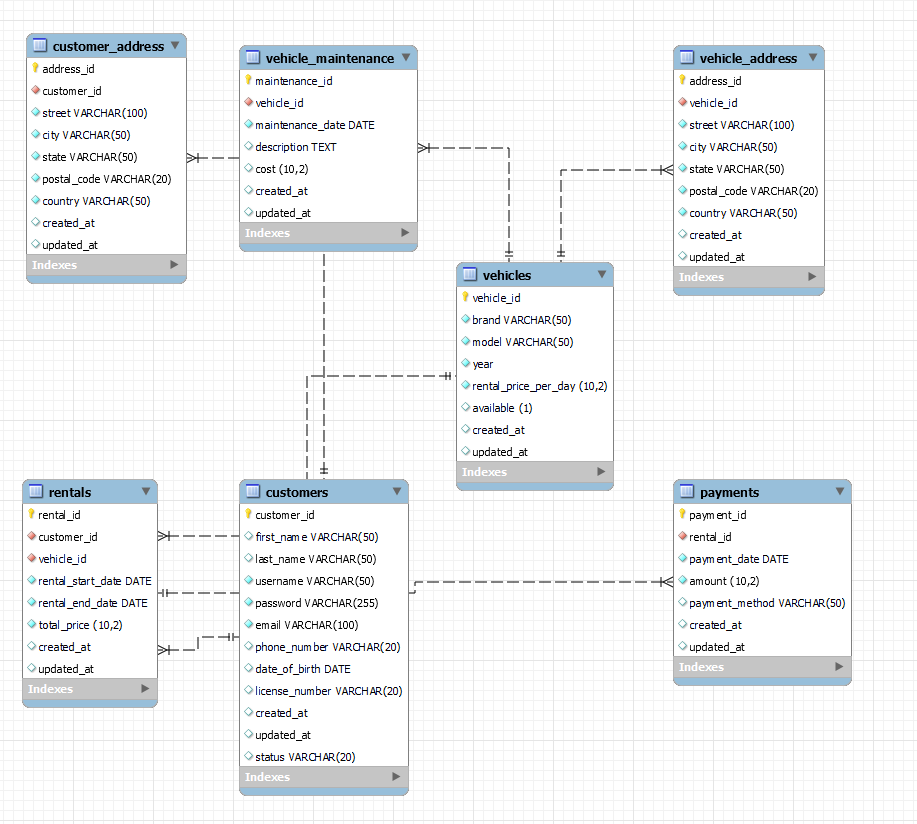 customer_address
address_id
customer_id
street VARCHAR(100)
city VARCHAR(50)
state VARCHAR(50)
postal_code VARCHAR(20)
country VARCHAR(50)
created_at
updated_at
Indexes
vehicle_maintenance
maintenance_id
vehicle_id
maintenance_date DATE
description TEXT
cost (10,2)
created_at
updated_at
Indexes
vehicle_address
address_id
vehicle_id
street VARCHAR(100)
city VARCHAR(50)
state VARCHAR(50)
postal_code VARCHAR(20)
country VARCHAR(50)
created_at
updated_at
Indexes
vehicles
vehicle_id
brand VARCHAR(50)
model VARCHAR(50)
year
rental_price_per_day (10,2)
available (1)
created_at
updated_at
Indexes
rentals
rental_id
customer_id
vehicle_id
rental_start_date DATE
rental_end_date DATE
total_price (10,2)
created_at
updated_at
Indexes
customers
customer_id
first_name VARCHAR(50)
last_name VARCHAR(50)
username VARCHAR(50)
password VARCHAR(255)
email VARCHAR(100)
phone_number VARCHAR(20)
date_of_birth DATE
license_number VARCHAR(20)
created_at
updated_at
status VARCHAR(20)
Indexes
payments
payment_id
rental_id
payment_date DATE
amount (10,2)
payment_method VARCHAR(50)
created_at
updated_at
Indexes